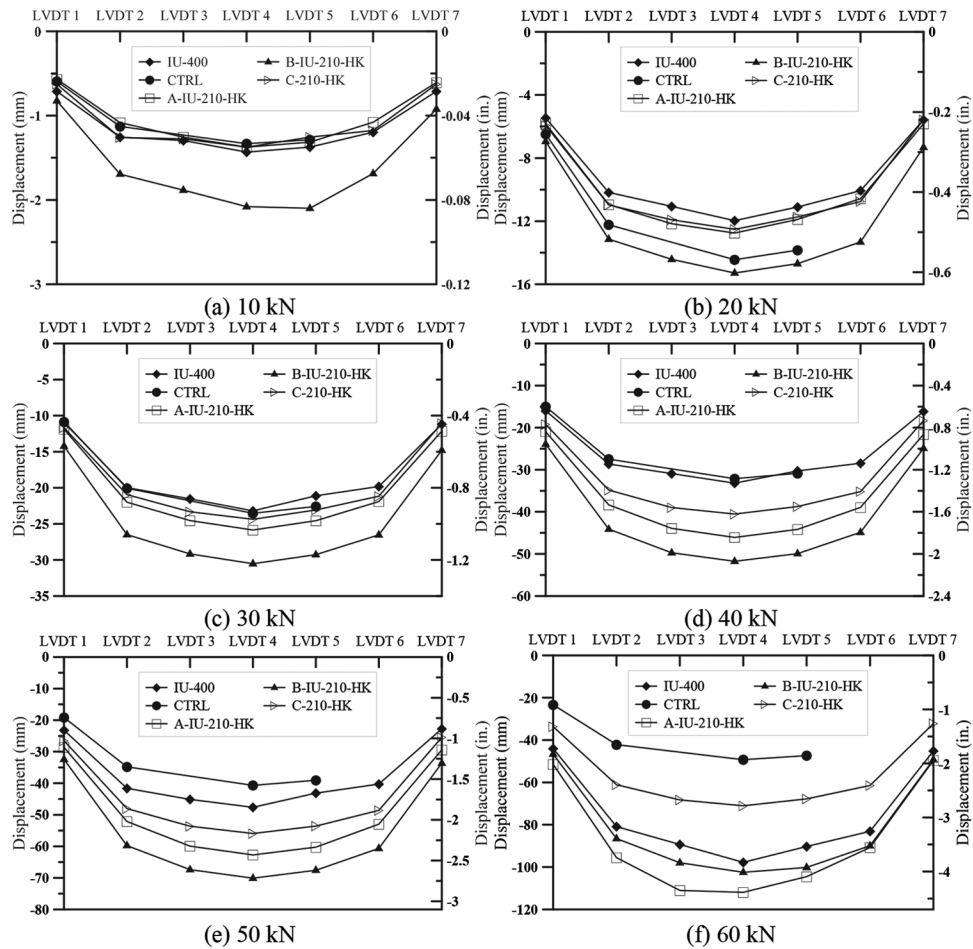 LVDT 1 LVDT 2 LVDT 3 LVDT 4 LVDT 5 LVDT 6 LVDT 7
0
-1
-2
-3
Displacement (mm)
IU-400
CTRL
A-IU-210-HK
B-IU-210-HK
C-210-HK
0
-0.04
-0.08
-0.12
Displacement (in.)
(a) 10 kN
LVDT 1 LVDT 2 LVDT 3 LVDT 4 LVDT 5 LVDT 6 LVDT 7
0
-4
-8
-12
-16
Displacement (mm)
IU-400
CTRL
A-IU-210-HK
B-IU-210-HK
C-210-HK
0
-0.2
-0.4
-0.6
Displacement (in.)
(b) 20 kN
LVDT 1 LVDT 2 LVDT 3 LVDT 4 LVDT 5 LVDT 6 LVDT 7
0
-5
-10
-15
-20
-25
-30
-35
Displacement (mm)
IU-400
CTRL
A-IU-210-HK
B-IU-210-HK
C-210-HK
0
-0.4
-0.8
-1.2
Displacement (in.)
(c) 30 kN
LVDT 1 LVDT 2 LVDT 3 LVDT 4 LVDT 5 LVDT 6 LVDT 7
0
-10
-20
-30
-40
-50
-60
Displacement (mm)
IU-400
CTRL
A-IU-210-HK
B-IU-210-HK
C-210-HK
0
-0.4
-0.8
-1.2
-1.6
-2
-2.4
Displacement (in.)
(d) 40 kN
LVDT 1 LVDT 2 LVDT 3 LVDT 4 LVDT 5 LVDT 6 LVDT 7
0
-10
-20
-30
-40
-50
-60
-70
-80
Displacement (mm)
IU-400
CTRL
A-IU-210-HK
B-IU-210-HK
C-210-HK
0
-0.5
-1
-1.5
-2
-2.5
-3
Displacement (in.)
(e) 50 kN
LVDT 1 LVDT 2 LVDT 3 LVDT 4 LVDT 5 LVDT 6 LVDT 7
0
-20
-40
-60
-80
-100
-120
Displacement (mm)
IU-400
CTRL
A-IU-210-HK
B-IU-210-HK
C-210-HK
0
-1
-2
-3
-4
Displacement (in.)
(f) 60 kN